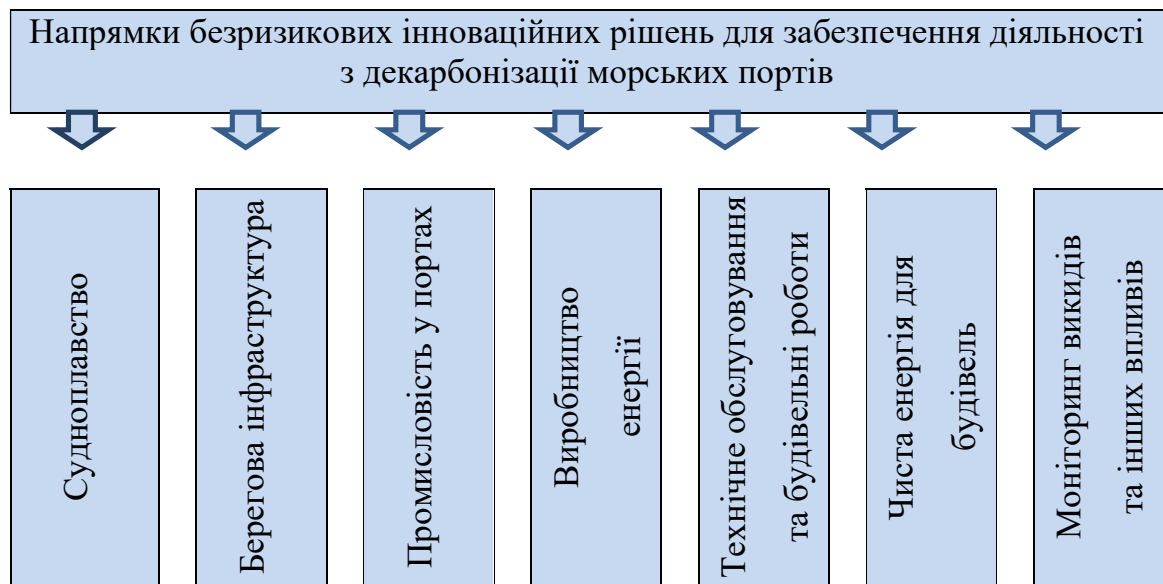 Напрямки безризикових інноваційних рішень для забезпечення діяльності
з декарбонізації морських портів
Судноплавство
Берегова інфраструктура
Промисловість у портах
Виробництво
енергії
Технічне обслуговування
та будівельні роботи
Чиста енергія для
будівель
Моніторинг викидів
та інших впливів